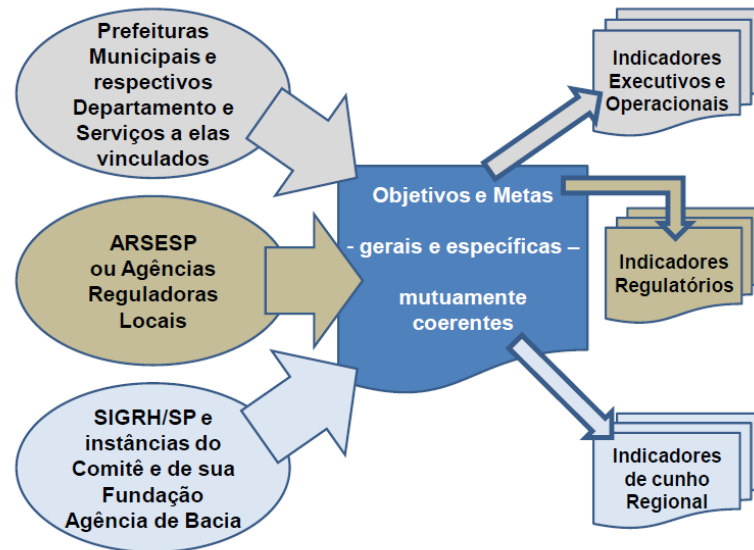 Prefeituras
Municipais e
respectivos
Departamento e
Serviços a elas
vinculados
ARSESP
ou Agências
Reguladoras
Locais
SIGRH/SP e
instâncias do
Comitê e de sua
Fundação
Agência de Bacia
Objetivos e Metas
- gerais e específicas –
mutuamente
coerentes
Indicadores
Executivos e
Operacionais
Indicadores
Regulatórios
Indicadores
de cunho
Regional